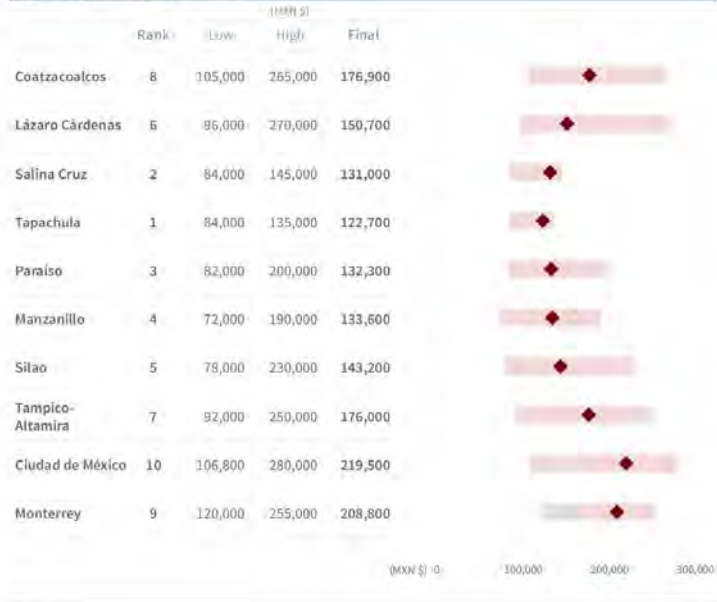 (MXN $)
Rank Low High Final
Coatzacoalcos 8 105,000 265,000 176,900
Lázaro Cárdenas 6 96,000 270,000 150,700
Salina Cruz 2 84,000 145,000 131,000
Tapachula 1 84,000 135,000 122,700
Paraíso 3 82,000 200,000 132,300
Manzanillo 4 72,000 190,000 133,600
Silao 5 78,000 230,000 143,200
Tampico-
Altamira 7 92,000 250,000 176,000
Ciudad de México 10 106,800 280,000 219,500
Monterrey 9 120,000 255,000 208,800
(MXN $) 0 100,000 200,000 300,000